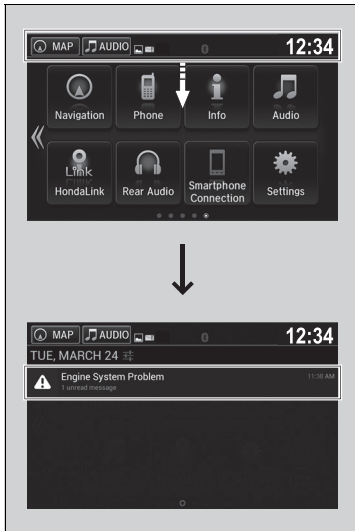 MAP AUDIO 12:34
Navigation Phone Info Audio
Link
HondaLink Rear Audio Smartphone Connection Settings
MAP AUDIO 12:34
TUE, MARCH 24
Engine System Problem 11:38 AM
1 unread message